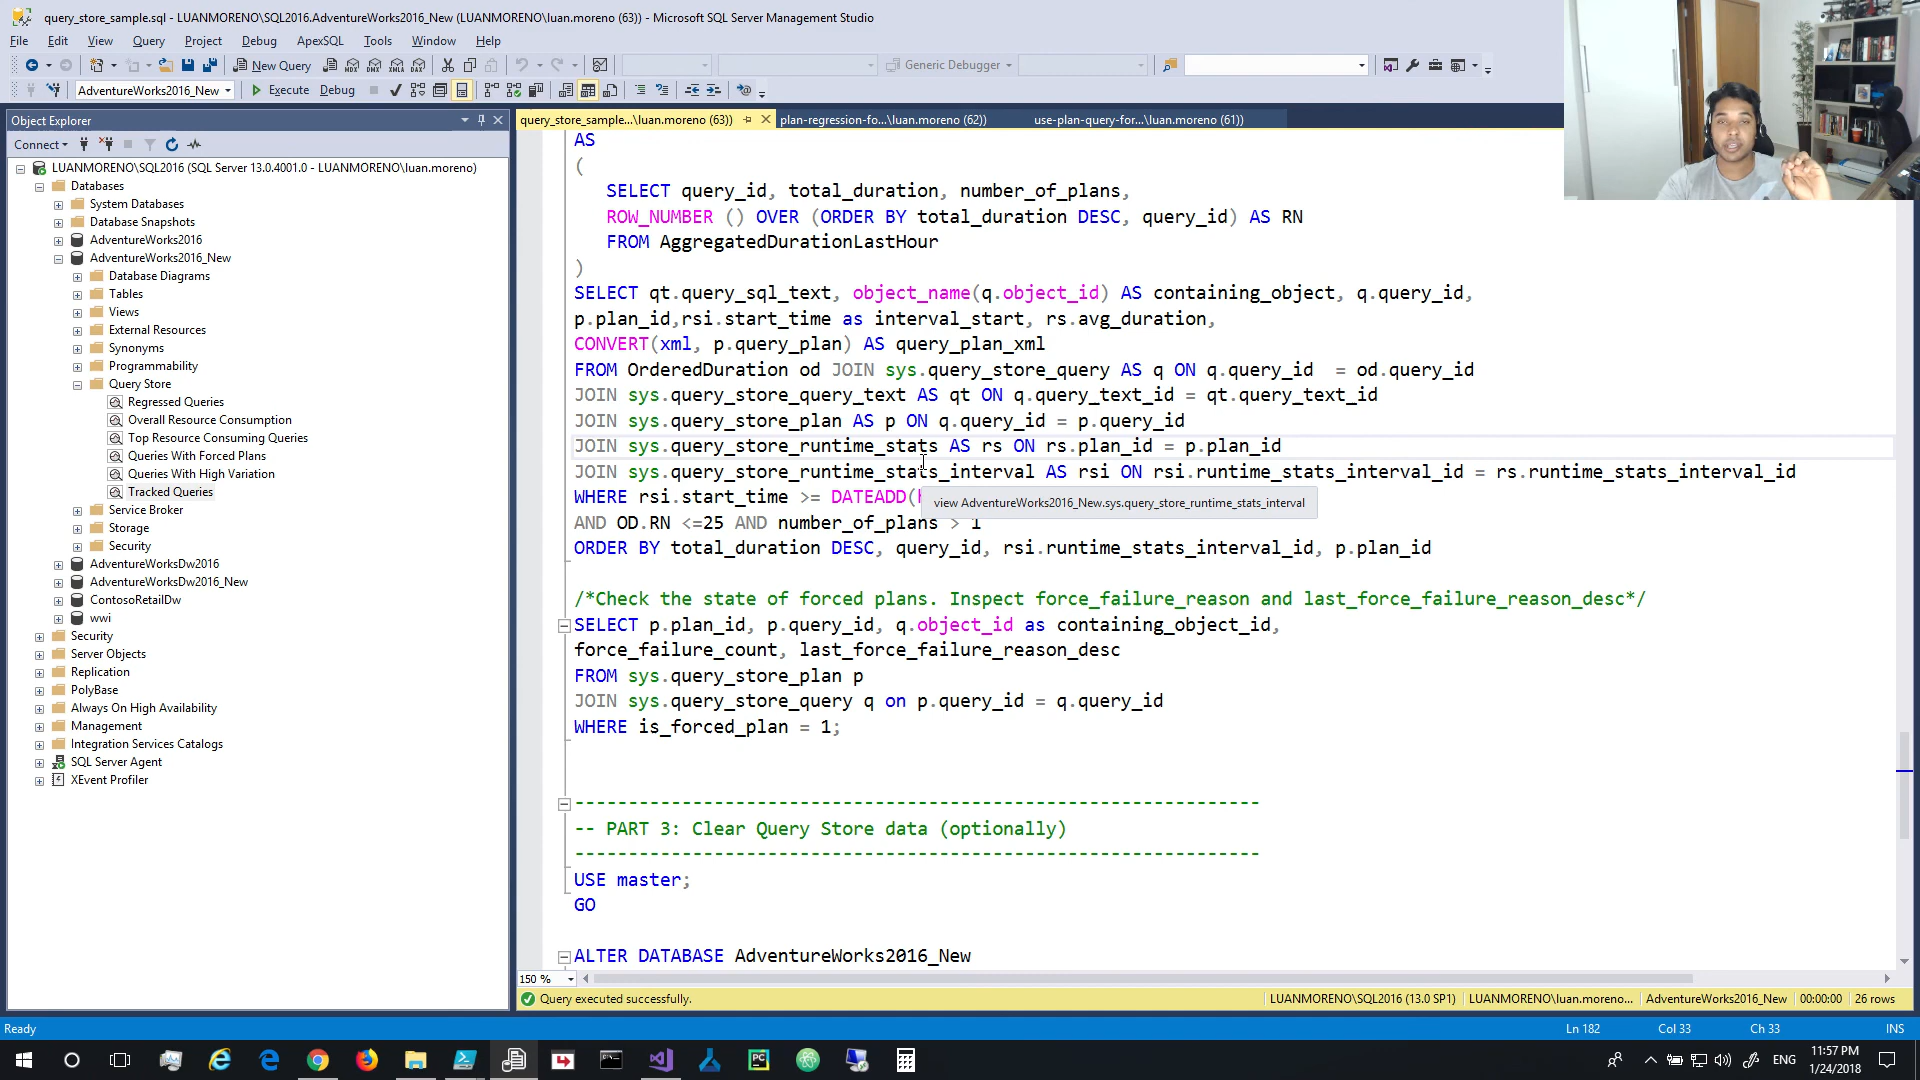 query_store_sample.sql - LUANMORENO\SQL2016.AdventureWorks2016_New (LUANMORENO\luan.moreno (63)) - Microsoft SQL Server Management Studio
File Edit View Query Project Debug ApexSQL Tools Window Help
New Query Generic Debugger
AdventureWorks2016_New Execute Debug
Object Explorer
Connect
LUANMORENO\SQL2016 (SQL Server 13.0.4001.0 - LUANMORENO\luan.moreno)
Databases
System Databases
Database Snapshots
AdventureWorks2016
AdventureWorks2016_New
Database Diagrams
Tables
Views
External Resources
Synonyms
Programmability
Query Store
Regressed Queries
Overall Resource Consumption
Top Resource Consuming Queries
Queries With Forced Plans
Queries With High Variation
Tracked Queries
Service Broker
Storage
Security
AdventureWorksDw2016
AdventureWorksDw2016_New
ContosoRetailDw
wwi
Security
Server Objects
Replication
PolyBase
Always On High Availability
Management
Integration Services Catalogs
SQL Server Agent
XEvent Profiler
query_store_sample...\luan.moreno (63)) plan-regression-fo...\luan.moreno (62)) use-plan-query-for...\luan.moreno (61))
AS
(
SELECT query_id, total_duration, number_of_plans,
ROW_NUMBER () OVER (ORDER BY total_duration DESC, query_id) AS RN
FROM AggregatedDurationLastHour
)
SELECT qt.query_sql_text, object_name(q.object_id) AS containing_object, q.query_id,
p.plan_id,rsi.start_time as interval_start, rs.avg_duration,
CONVERT(xml, p.query_plan) AS query_plan_xml
FROM OrderedDuration od JOIN sys.query_store_query AS q ON q.query_id  = od.query_id
JOIN sys.query_store_query_text AS qt ON q.query_text_id = qt.query_text_id
JOIN sys.query_store_plan AS p ON q.query_id = p.query_id
JOIN sys.query_store_runtime_stats AS rs ON rs.plan_id = p.plan_id
JOIN sys.query_store_runtime_stats_interval AS rsi ON rsi.runtime_stats_interval_id = rs.runtime_stats_interval_id
WHERE rsi.start_time >= DATEADD(
view AdventureWorks2016_New.sys.query_store_runtime_stats_interval
AND OD.RN <=25 AND number_of_plans > 1
ORDER BY total_duration DESC, query_id, rsi.runtime_stats_interval_id, p.plan_id
/*Check the state of forced plans. Inspect force_failure_reason and last_force_failure_reason_desc*/
SELECT p.plan_id, p.query_id, q.object_id as containing_object_id,
force_failure_count, last_force_failure_reason_desc
FROM sys.query_store_plan p
JOIN sys.query_store_query q on p.query_id = q.query_id
WHERE is_forced_plan = 1;
----------------------------------------------------------------
-- PART 3: Clear Query Store data (optionally)
----------------------------------------------------------------
USE master;
GO
ALTER DATABASE AdventureWorks2016_New
150 %
Query executed successfully. LUANMORENO\SQL2016 (13.0 SP1) LUANMORENO\luan.moreno... AdventureWorks2016_New 00:00:00 26 rows
Ready Ln 182 Col 33 Ch 33 INS
ENG 11:57 PM
1/24/2018